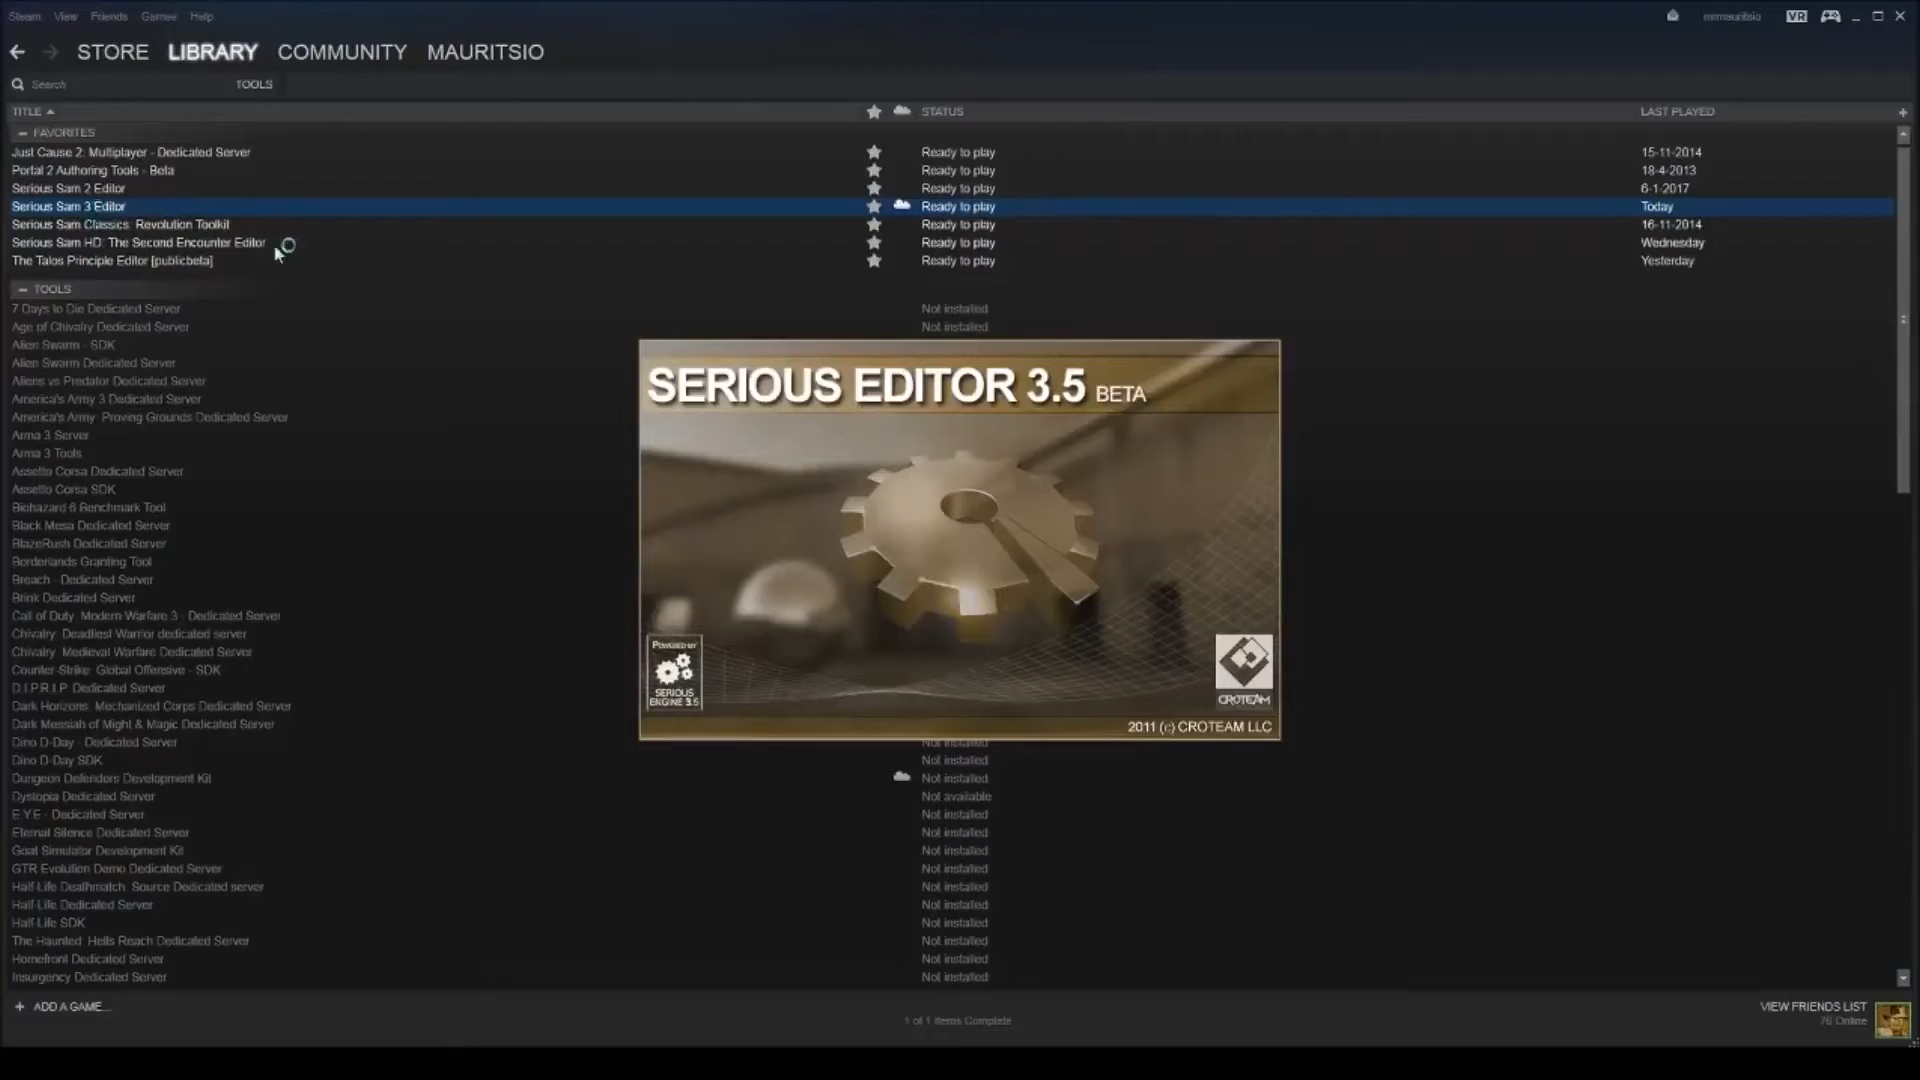 Steam View Friends Games Help
mrmauritsio VR
STORE LIBRARY COMMUNITY MAURITSIO
Search TOOLS
TITLE STATUS LAST PLAYED
FAVORITES
Just Cause 2: Multiplayer - Dedicated Server Ready to play 15-11-2014
Portal 2 Authoring Tools - Beta Ready to play 18-4-2013
Serious Sam 2 Editor Ready to play 6-1-2017
Serious Sam 3 Editor Ready to play Today
Serious Sam Classics: Revolution Toolkit Ready to play 16-11-2014
Serious Sam HD: The Second Encounter Editor Ready to play Wednesday
The Talos Principle Editor [publicbeta] Ready to play Yesterday
TOOLS
7 Days to Die Dedicated Server Not installed
Age of Chivalry Dedicated Server Not installed
Alien Swarm - SDK
Alien Swarm Dedicated Server
Aliens vs Predator Dedicated Server
America's Army 3 Dedicated Server
America's Army: Proving Grounds Dedicated Server
Arma 3 Server
Arma 3 Tools
Assetto Corsa Dedicated Server
Assetto Corsa SDK
Biohazard 6 Benchmark Tool
Black Mesa Dedicated Server
BlazeRush Dedicated Server
Borderlands Granting Tool
Breach - Dedicated Server
Brink Dedicated Server
Call of Duty: Modern Warfare 3 - Dedicated Server
Chivalry: Deadliest Warrior dedicated server
Chivalry: Medieval Warfare Dedicated Server
Counter-Strike: Global Offensive - SDK
D.I.P.R.I.P. Dedicated Server
Dark Horizons: Mechanized Corps Dedicated Server
Dark Messiah of Might & Magic Dedicated Server
Dino D-Day - Dedicated Server Not installed
Dino D-Day SDK Not installed
Dungeon Defenders Development Kit Not installed
Dystopia Dedicated Server Not available
E.Y.E - Dedicated Server Not installed
Eternal Silence Dedicated Server Not installed
Goat Simulator Development Kit Not installed
GTR Evolution Demo Dedicated Server Not installed
Half-Life Deathmatch: Source Dedicated server Not installed
Half-Life Dedicated Server Not installed
Half-Life SDK Not installed
The Haunted: Hells Reach Dedicated Server Not installed
Homefront Dedicated Server Not installed
Insurgency Dedicated Server Not installed
SERIOUS EDITOR 3.5 BETA
POWERED BY
SERIOUS
ENGINE 3.5
CROTEAM
2011 (c) CROTEAM LLC
+ ADD A GAME...
1 of 1 Items Complete
VIEW FRIENDS LIST
76 Online